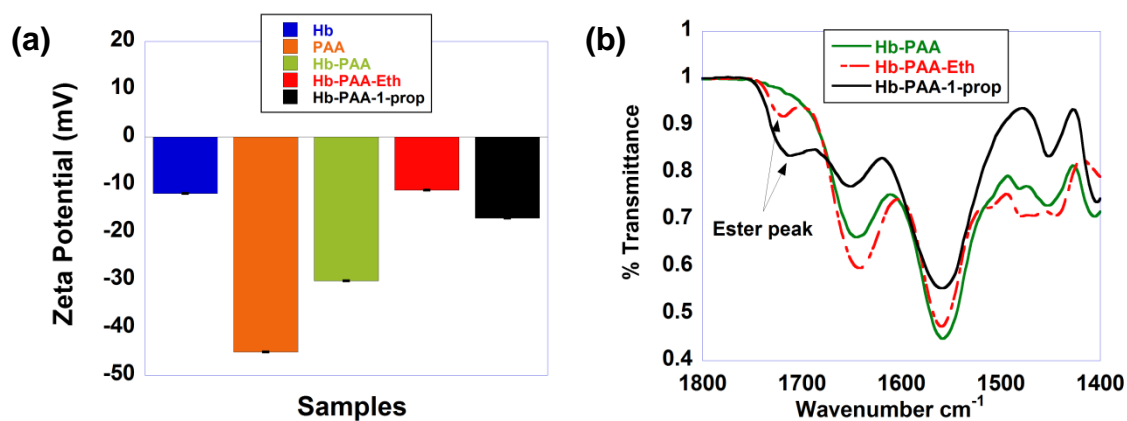 (a)
Hb
PAA
Hb-PAA
Hb-PAA-Eth
Hb-PAA-1-prop
20
10
0
-10
-20
-30
-40
-50
Zeta Potential (mV)
Samples
(b)
Hb-PAA
Hb-PAA-Eth
Hb-PAA-1-prop
1
0.9
0.8
0.7
0.6
0.5
0.4
% Transmittance
Ester peak
1800
1700
1600
1500
1400
Wavenumber cm⁻¹